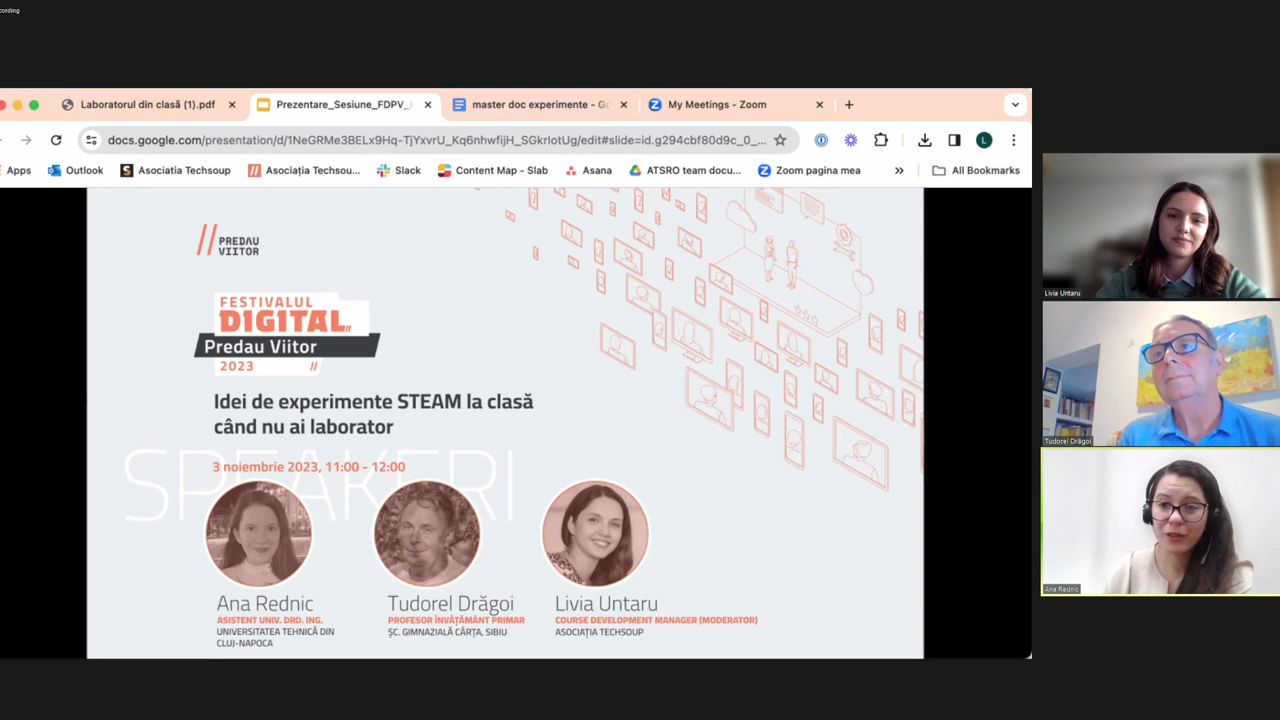 cording
Laboratorul din clasă (1).pdf
Prezentare_Sesiune_FDPV_
master doc experimente - Go
My Meetings - Zoom
docs.google.com/presentation/d/1NeGRMe3BELx9Hq-TjYxvrU_Kq6nhwfijH_SGkrIotUg/edit#slide=id.g294cbf80d9c_0_...
L
Apps
Outlook
Asociatia Techsoup
Asociația Techsou...
Slack
Content Map - Slab
Asana
ATSRO team docu...
Zoom pagina mea
»
All Bookmarks
// PREDAU
VIITOR
FESTIVALUL
DIGITAL//
Predau Viitor
2023 //
Idei de experimente STEAM la clasă
când nu ai laborator
SPEAKERI
3 noiembrie 2023, 11:00 - 12:00
Ana Rednic
ASISTENT UNIV. DRD. ING.
UNIVERSITATEA TEHNICĂ DIN
CLUJ-NAPOCA
Tudorel Drăgoi
PROFESOR ÎNVĂȚĂMÂNT PRIMAR
ȘC. GIMNAZIALĂ CÂRȚA, SIBIU
Livia Untaru
COURSE DEVELOPMENT MANAGER (MODERATOR)
ASOCIAȚIA TECHSOUP
Livia Untaru
Tudorel Drăgoi
Ana Rednic